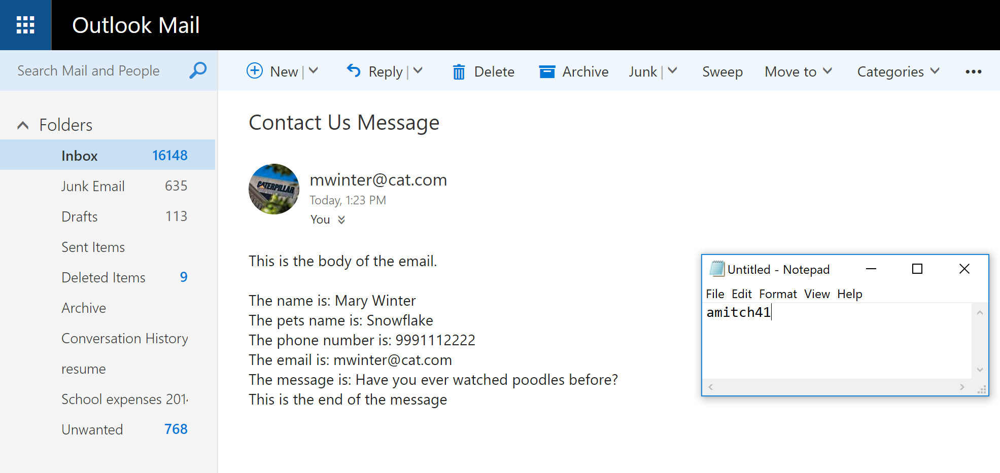 Outlook Mail
Search Mail and People
New | Reply | Delete Archive Junk | Sweep Move to Categories
Folders
Inbox 16148
Junk Email 635
Drafts 113
Sent Items
Deleted Items 9
Archive
Conversation History
resume
School expenses 201
Unwanted 768
Contact Us Message
CATERPILLAR
mwinter@cat.com
Today, 1:23 PM
You
This is the body of the email.
The name is: Mary Winter
The pets name is: Snowflake
The phone number is: 9991112222
The email is: mwinter@cat.com
The message is: Have you ever watched poodles before?
This is the end of the message
Untitled - Notepad
File Edit Format View Help
amitch41